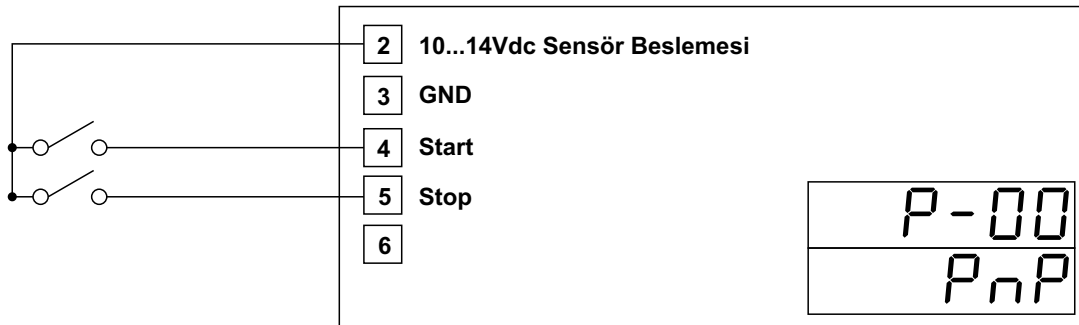 2 10...14Vdc Sensör Beslemesi
3 GND
4 Start
5 Stop
6
P-00
PnP